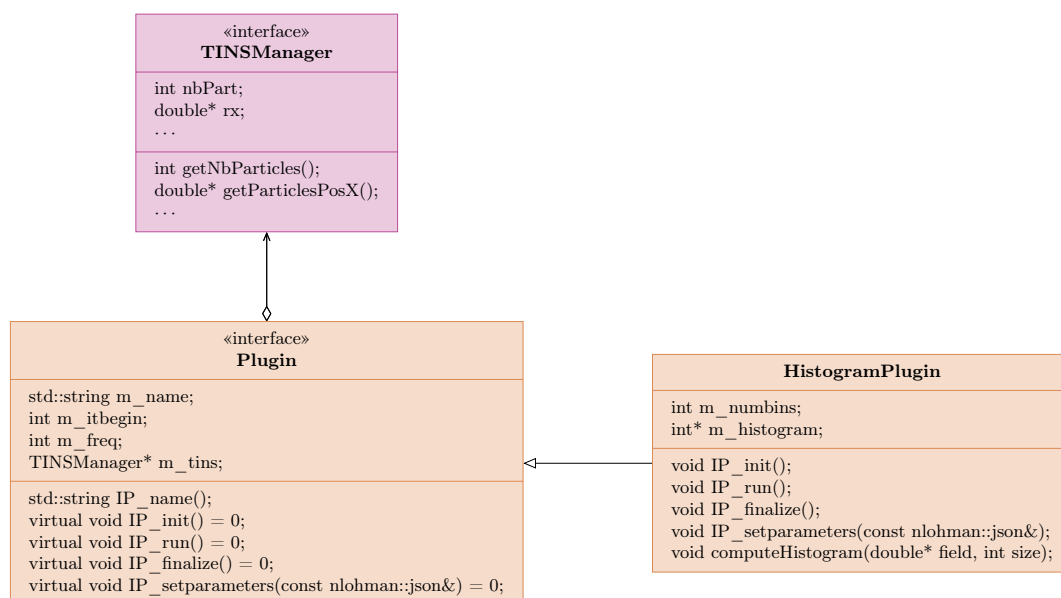 «interface»
TINSManager
int nbPart;
double* rx;
...
int getNbParticles();
double* getParticlesPosX();
...
«interface»
Plugin
std::string m_name;
int m_itbegin;
int m_freq;
TINSManager* m_tins;
std::string IP_name();
virtual void IP_init() = 0;
virtual void IP_run() = 0;
virtual void IP_finalize() = 0;
virtual void IP_setparameters(const nlohman::json&) = 0;
HistogramPlugin
int m_numbins;
int* m_histogram;
void IP_init();
void IP_run();
void IP_finalize();
void IP_setparameters(const nlohman::json&);
void computeHistogram(double* field, int size);